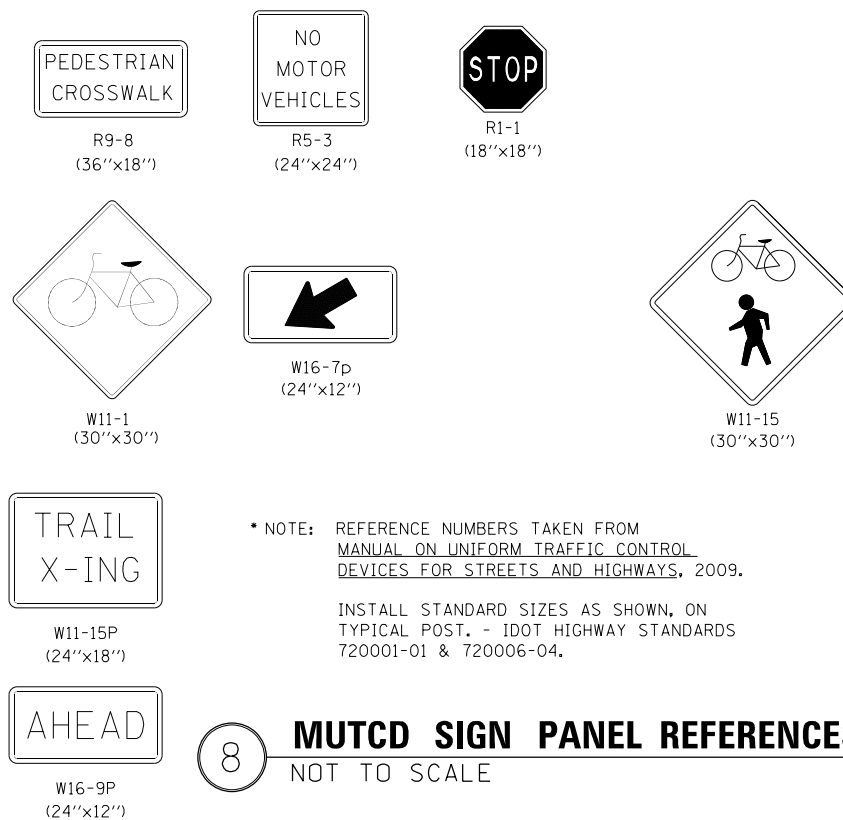 PEDESTRIAN
CROSSWALK
R9-8
(36''x18'')
NO
MOTOR
VEHICLES
R5-3
(24''x24'')
STOP
R1-1
(18''x18'')
W11-1
(30''x30'')
W16-7p
(24''x12'')
W11-15
(30''x30'')
TRAIL
X-ING
W11-15P
(24''x18'')
* NOTE: REFERENCE NUMBERS TAKEN FROM
MANUAL ON UNIFORM TRAFFIC CONTROL
DEVICES FOR STREETS AND HIGHWAYS, 2009.
INSTALL STANDARD SIZES AS SHOWN, ON
TYPICAL POST. - IDOT HIGHWAY STANDARDS
720001-01 & 720006-04.
AHEAD
W16-9P
(24''x12'')
8 MUTCD SIGN PANEL REFERENCES
NOT TO SCALE